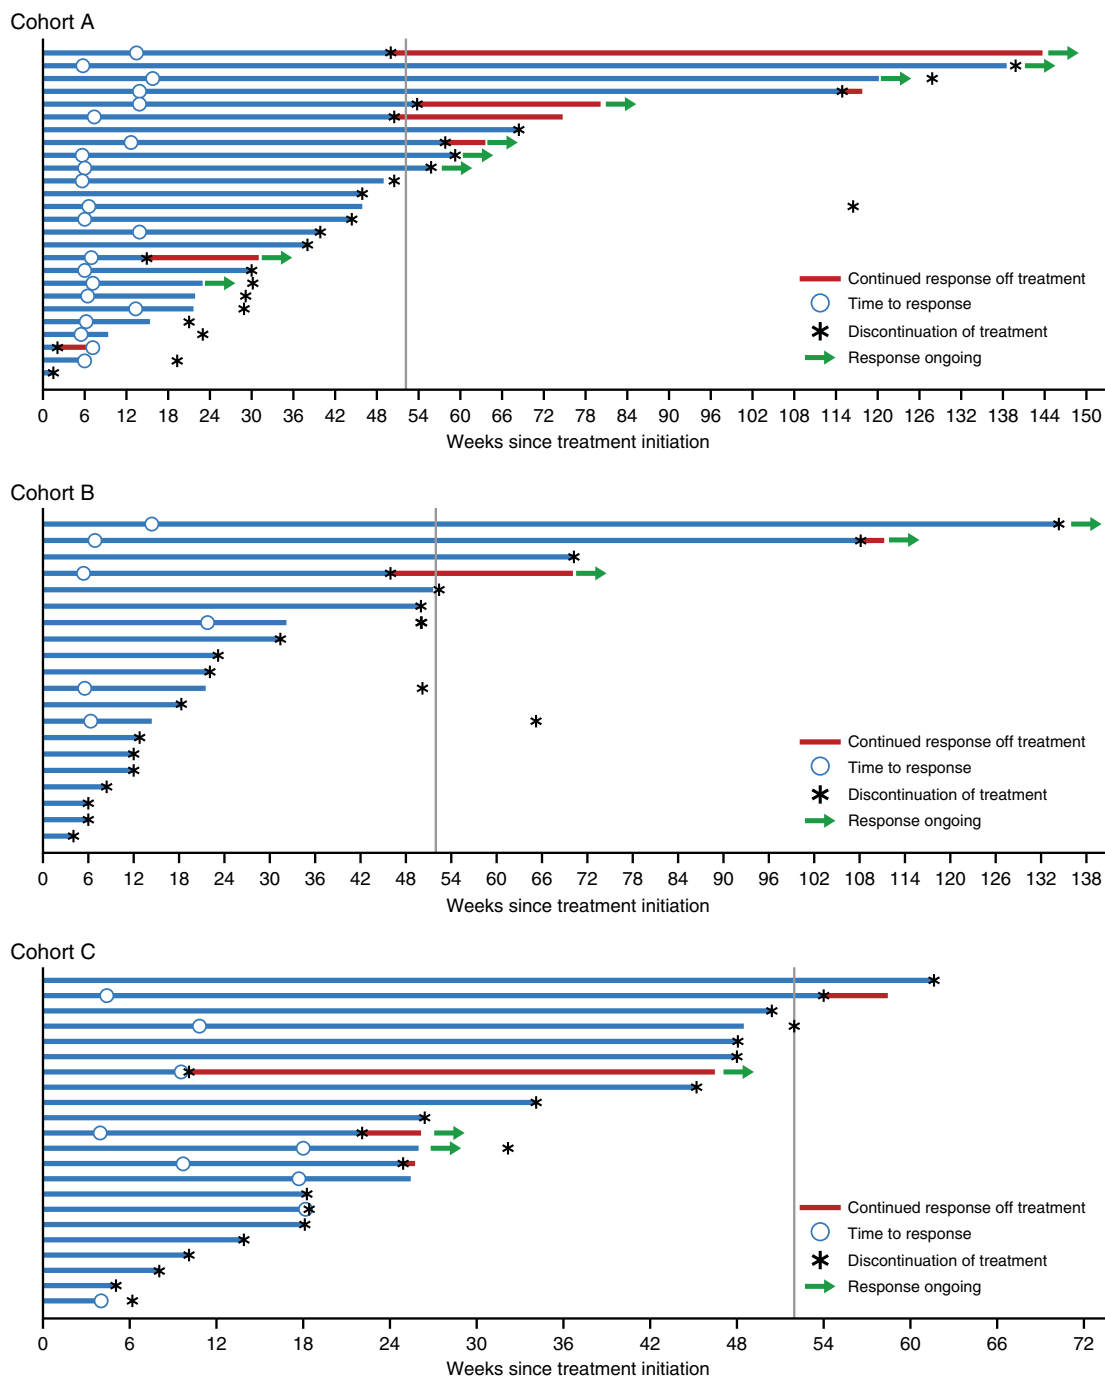 Cohort A
Continued response off treatment
Time to response
Discontinuation of treatment
Response ongoing
0 6 12 18 24 30 36 42 48 54 60 66 72 78 84 90 96 102 108 114 120 126 132 138 144 150
Weeks since treatment initiation
Cohort B
Continued response off treatment
Time to response
Discontinuation of treatment
Response ongoing
0 6 12 18 24 30 36 42 48 54 60 66 72 78 84 90 96 102 108 114 120 126 132 138
Weeks since treatment initiation
Cohort C
Continued response off treatment
Time to response
Discontinuation of treatment
Response ongoing
0 6 12 18 24 30 36 42 48 54 60 66 72
Weeks since treatment initiation